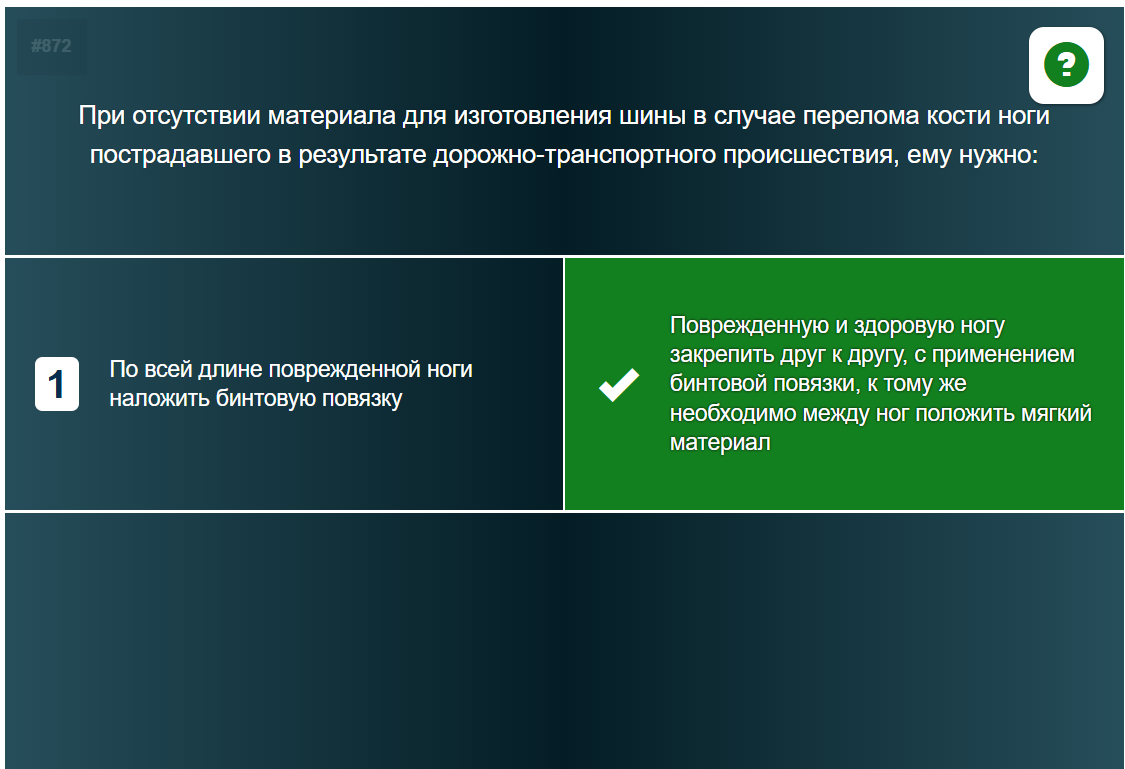 #872
?
При отсутствии материала для изготовления шины в случае перелома кости ноги
пострадавшего в результате дорожно-транспортного происшествия, ему нужно:
1
По всей длине поврежденной ноги
наложить бинтовую повязку
Поврежденную и здоровую ногу
закрепить друг к другу, с применением
бинтовой повязки, к тому же
необходимо между ног положить мягкий
материал